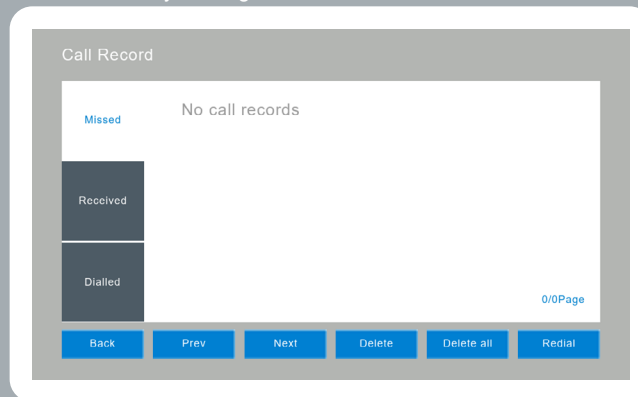 Call Record
Missed
No call records
Received
Dialled
0/0Page
Back Prev Next Delete Delete all Redial